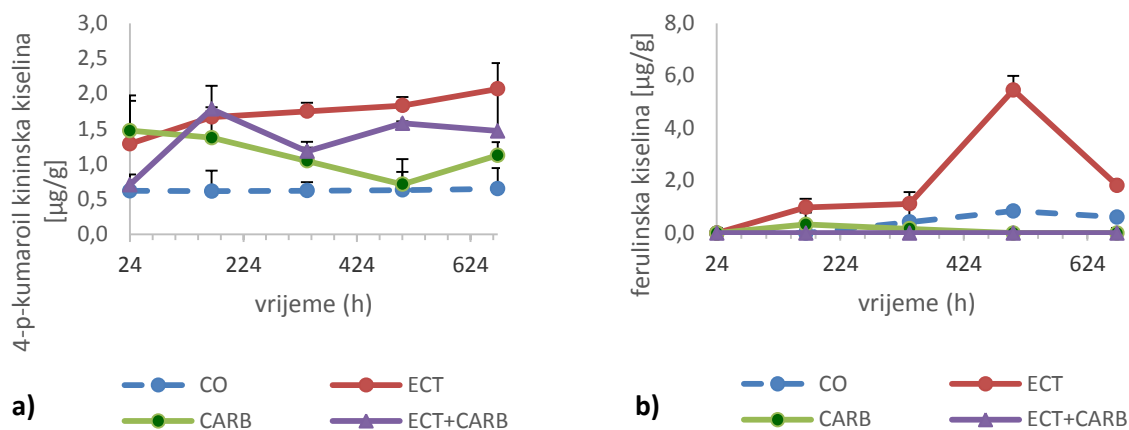 4-p-kumaroil kininska kiselina
[µg/g]
3,0
2,5
2,0
1,5
1,0
0,5
0,0
24 224 424 624
vrijeme (h)
CO ECT
CARB ECT+CARB
a)
ferulinska kiselina [µg/g]
8,0
6,0
4,0
2,0
0,0
24 224 424 624
vrijeme (h)
CO ECT
CARB ECT+CARB
b)